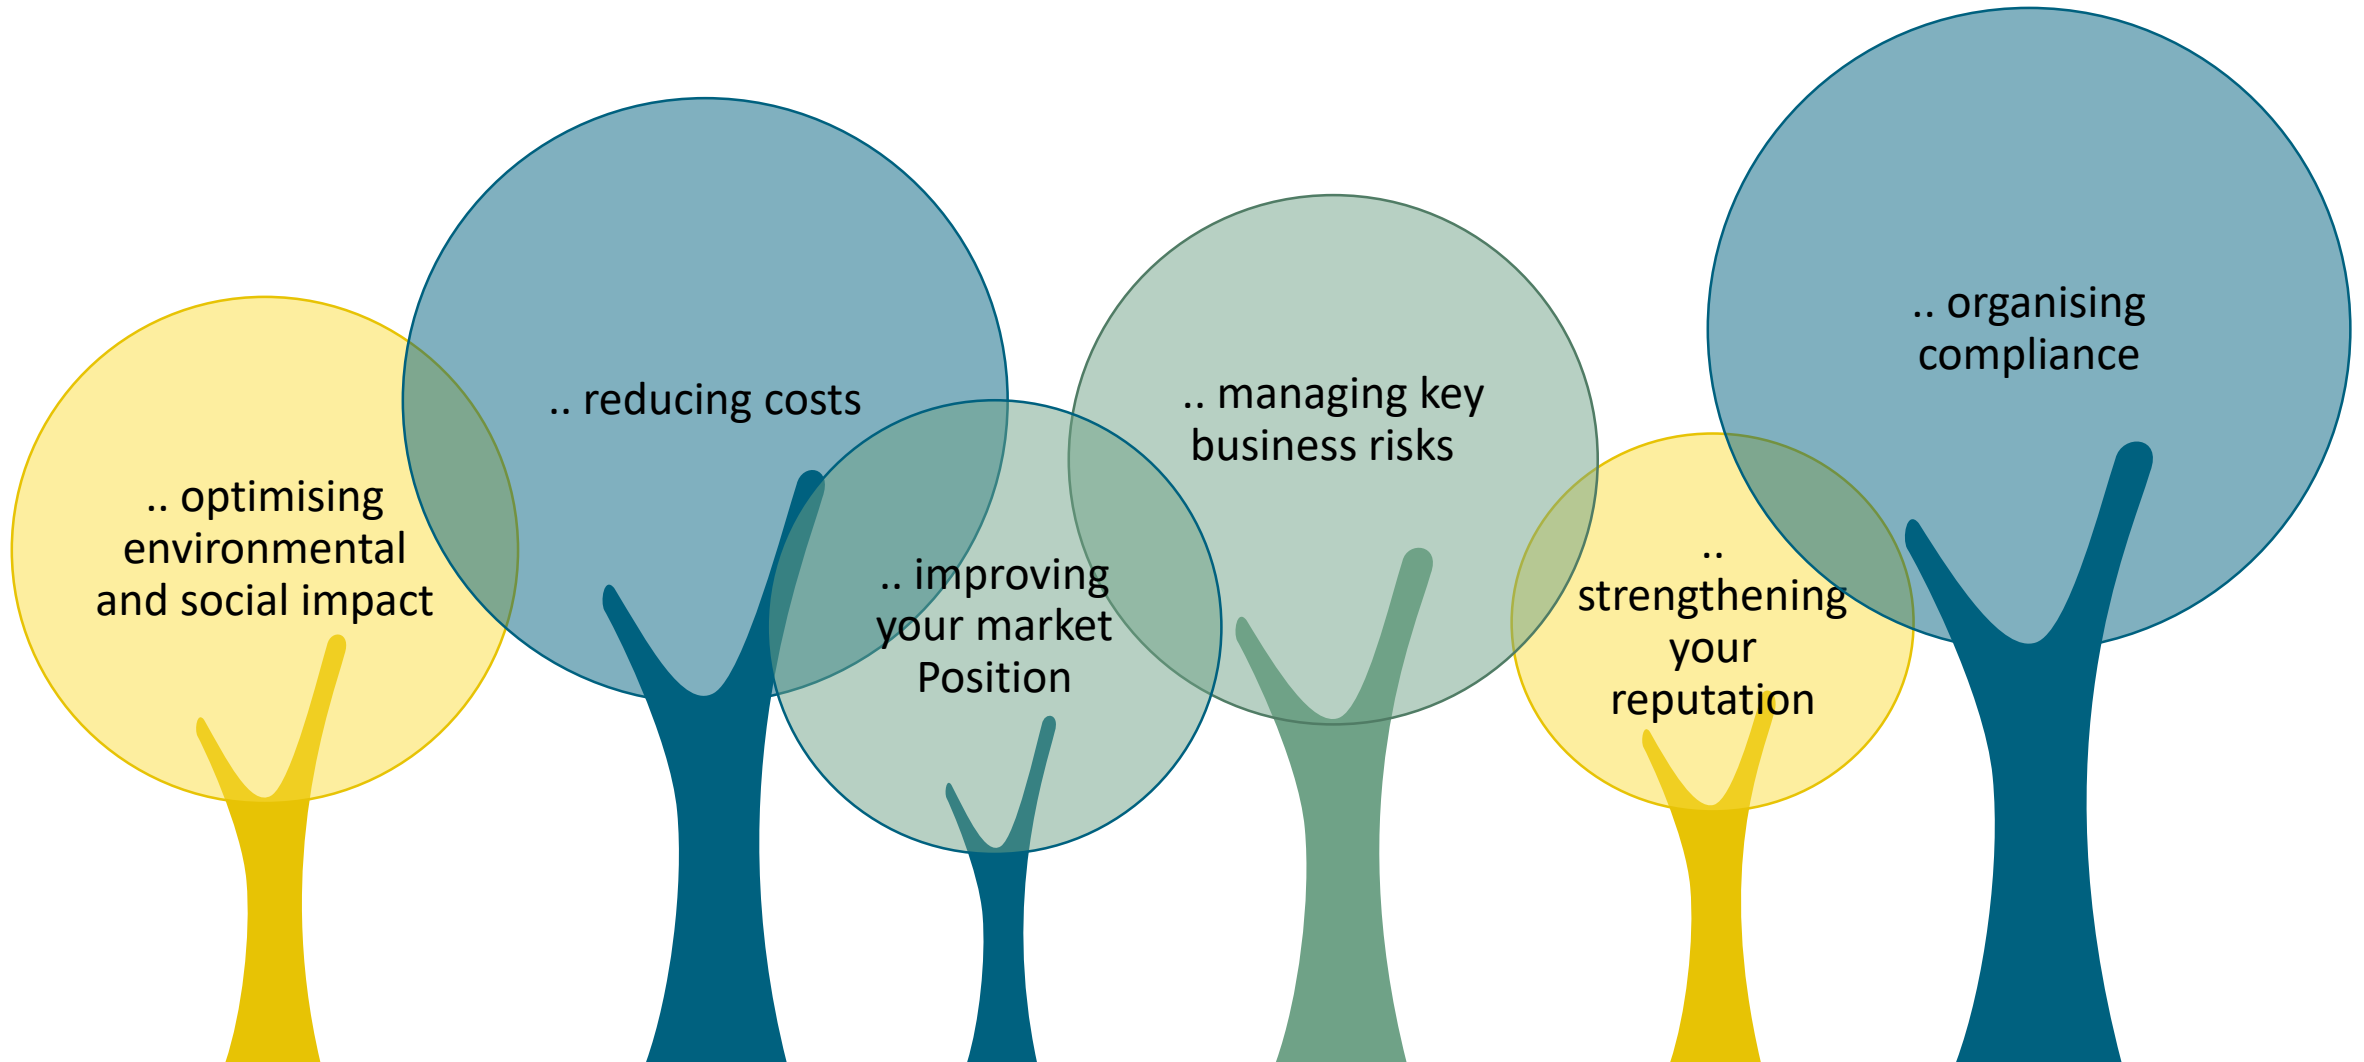 .. optimising
environmental
and social impact
.. reducing costs
.. improving
your market
Position
.. managing key
business risks
..
strengthening
your
reputation
.. organising
compliance